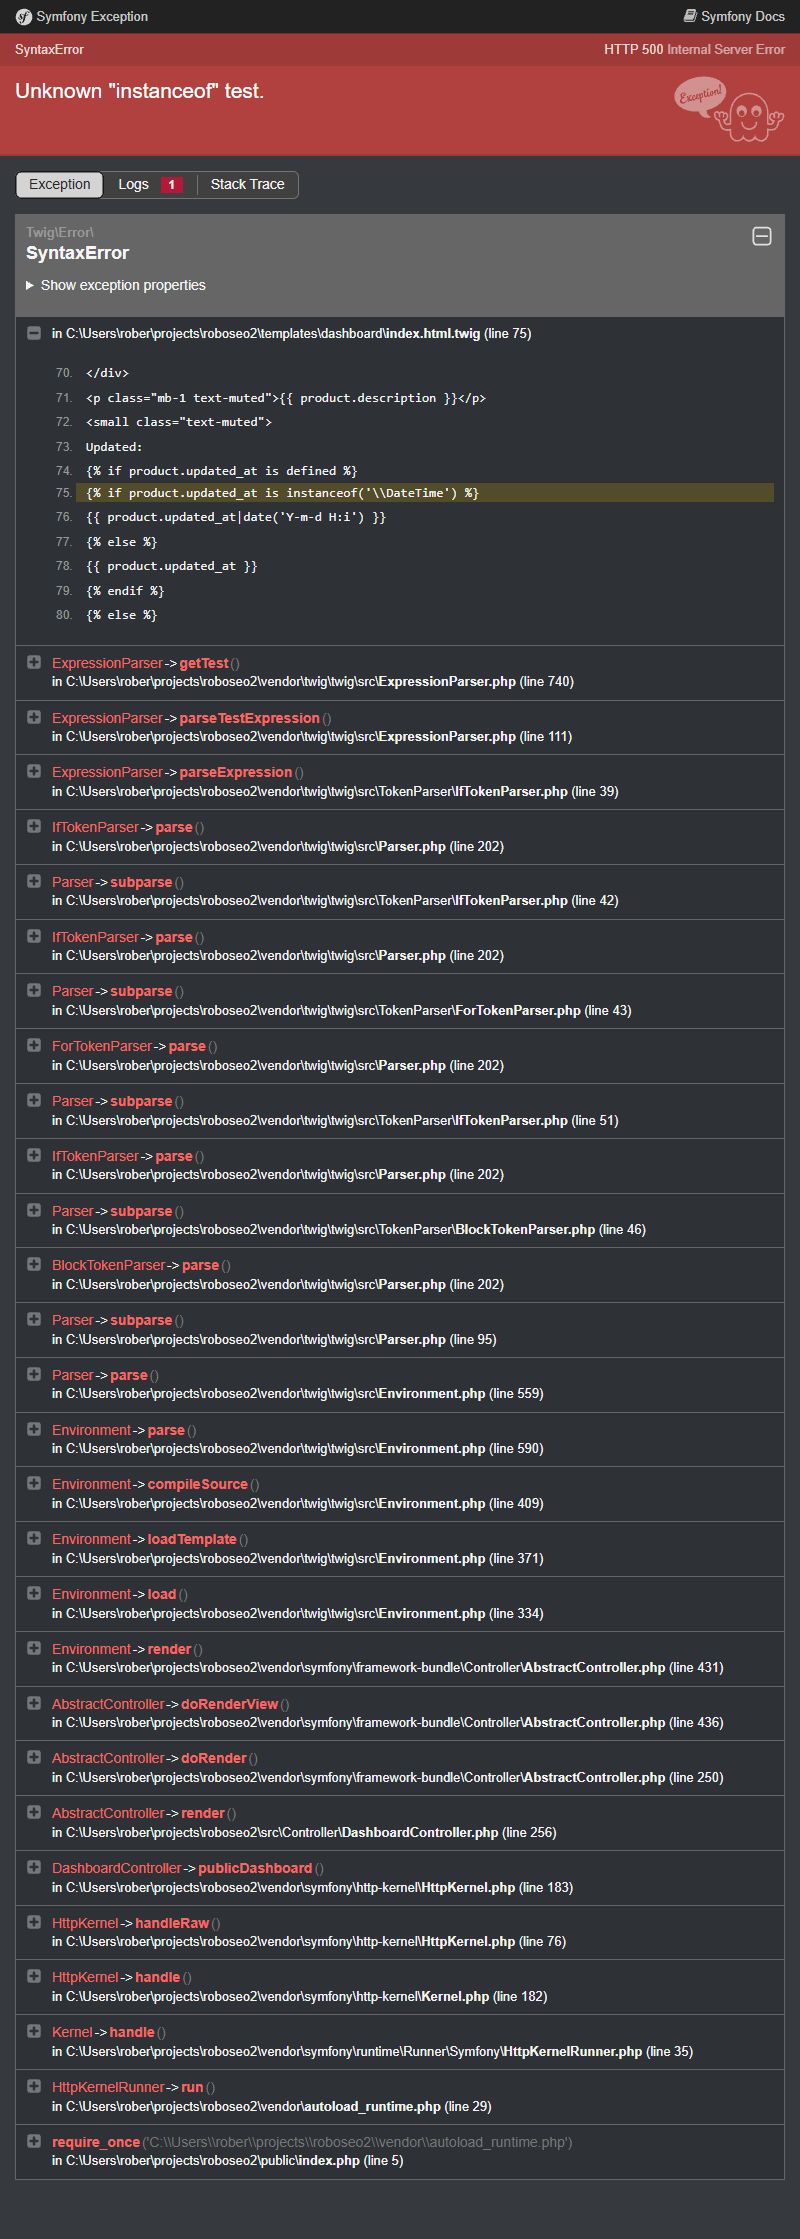 Symfony Exception
Symfony Docs
SyntaxError
HTTP 500 Internal Server Error
Unknown "instanceof" test.
Exception!
Exception
Logs 1
Stack Trace
Twig\Error\
SyntaxError
Show exception properties
in C:\Users\rober\projects\roboseo2\templates\dashboard\index.html.twig (line 75)
70. </div>
71. <p class="mb-1 text-muted">{{ product.description }}</p>
72. <small class="text-muted">
73. Updated:
74. {% if product.updated_at is defined %}
75. {% if product.updated_at is instanceof('\\DateTime') %}
76. {{ product.updated_at|date('Y-m-d H:i') }}
77. {% else %}
78. {{ product.updated_at }}
79. {% endif %}
80. {% else %}
ExpressionParser->getTest()
in C:\Users\rober\projects\roboseo2\vendor\twig\twig\src\ExpressionParser.php (line 740)
ExpressionParser->parseTestExpression()
in C:\Users\rober\projects\roboseo2\vendor\twig\twig\src\ExpressionParser.php (line 111)
ExpressionParser->parseExpression()
in C:\Users\rober\projects\roboseo2\vendor\twig\twig\src\TokenParser\IfTokenParser.php (line 39)
IfTokenParser->parse()
in C:\Users\rober\projects\roboseo2\vendor\twig\twig\src\Parser.php (line 202)
Parser->subparse()
in C:\Users\rober\projects\roboseo2\vendor\twig\twig\src\TokenParser\IfTokenParser.php (line 42)
IfTokenParser->parse()
in C:\Users\rober\projects\roboseo2\vendor\twig\twig\src\Parser.php (line 202)
Parser->subparse()
in C:\Users\rober\projects\roboseo2\vendor\twig\twig\src\TokenParser\ForTokenParser.php (line 43)
ForTokenParser->parse()
in C:\Users\rober\projects\roboseo2\vendor\twig\twig\src\Parser.php (line 202)
Parser->subparse()
in C:\Users\rober\projects\roboseo2\vendor\twig\twig\src\TokenParser\IfTokenParser.php (line 51)
IfTokenParser->parse()
in C:\Users\rober\projects\roboseo2\vendor\twig\twig\src\Parser.php (line 202)
Parser->subparse()
in C:\Users\rober\projects\roboseo2\vendor\twig\twig\src\TokenParser\BlockTokenParser.php (line 46)
BlockTokenParser->parse()
in C:\Users\rober\projects\roboseo2\vendor\twig\twig\src\Parser.php (line 202)
Parser->subparse()
in C:\Users\rober\projects\roboseo2\vendor\twig\twig\src\Parser.php (line 95)
Parser->parse()
in C:\Users\rober\projects\roboseo2\vendor\twig\twig\src\Environment.php (line 559)
Environment->parse()
in C:\Users\rober\projects\roboseo2\vendor\twig\twig\src\Environment.php (line 590)
Environment->compileSource()
in C:\Users\rober\projects\roboseo2\vendor\twig\twig\src\Environment.php (line 409)
Environment->loadTemplate()
in C:\Users\rober\projects\roboseo2\vendor\twig\twig\src\Environment.php (line 371)
Environment->load()
in C:\Users\rober\projects\roboseo2\vendor\twig\twig\src\Environment.php (line 334)
Environment->render()
in C:\Users\rober\projects\roboseo2\vendor\symfony\framework-bundle\Controller\AbstractController.php (line 431)
AbstractController->doRenderView()
in C:\Users\rober\projects\roboseo2\vendor\symfony\framework-bundle\Controller\AbstractController.php (line 436)
AbstractController->doRender()
in C:\Users\rober\projects\roboseo2\vendor\symfony\framework-bundle\Controller\AbstractController.php (line 250)
AbstractController->render()
in C:\Users\rober\projects\roboseo2\src\Controller\DashboardController.php (line 256)
DashboardController->publicDashboard()
in C:\Users\rober\projects\roboseo2\vendor\symfony\http-kernel\HttpKernel.php (line 183)
HttpKernel->handleRaw()
in C:\Users\rober\projects\roboseo2\vendor\symfony\http-kernel\HttpKernel.php (line 76)
HttpKernel->handle()
in C:\Users\rober\projects\roboseo2\vendor\symfony\http-kernel\Kernel.php (line 182)
Kernel->handle()
in C:\Users\rober\projects\roboseo2\vendor\symfony\runtime\Runner\Symfony\HttpKernelRunner.php (line 35)
HttpKernelRunner->run()
in C:\Users\rober\projects\roboseo2\vendor\autoload_runtime.php (line 29)
require_once('C:\\Users\\rober\\projects\\roboseo2\\vendor\\autoload_runtime.php')
in C:\Users\rober\projects\roboseo2\public\index.php (line 5)